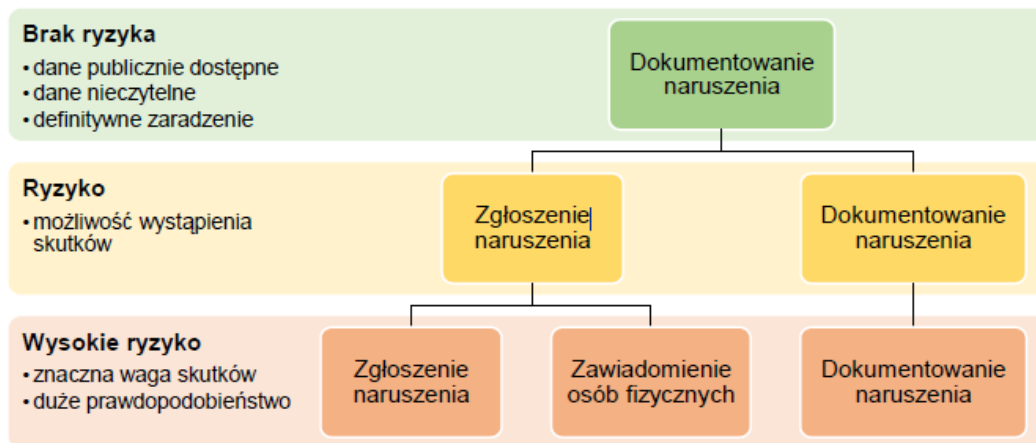 Brak ryzyka
• dane publicznie dostępne
• dane nieczytelne
• definitywne zaradzenie
Dokumentowanie
naruszenia
Ryzyko
• możliwość wystąpienia
skutków
Zgłoszenie
naruszenia
Dokumentowanie
naruszenia
Wysokie ryzyko
• znaczna waga skutków
• duże prawdopodobieństwo
Zgłoszenie
naruszenia
Zawiadomienie
osób fizycznych
Dokumentowanie
naruszenia